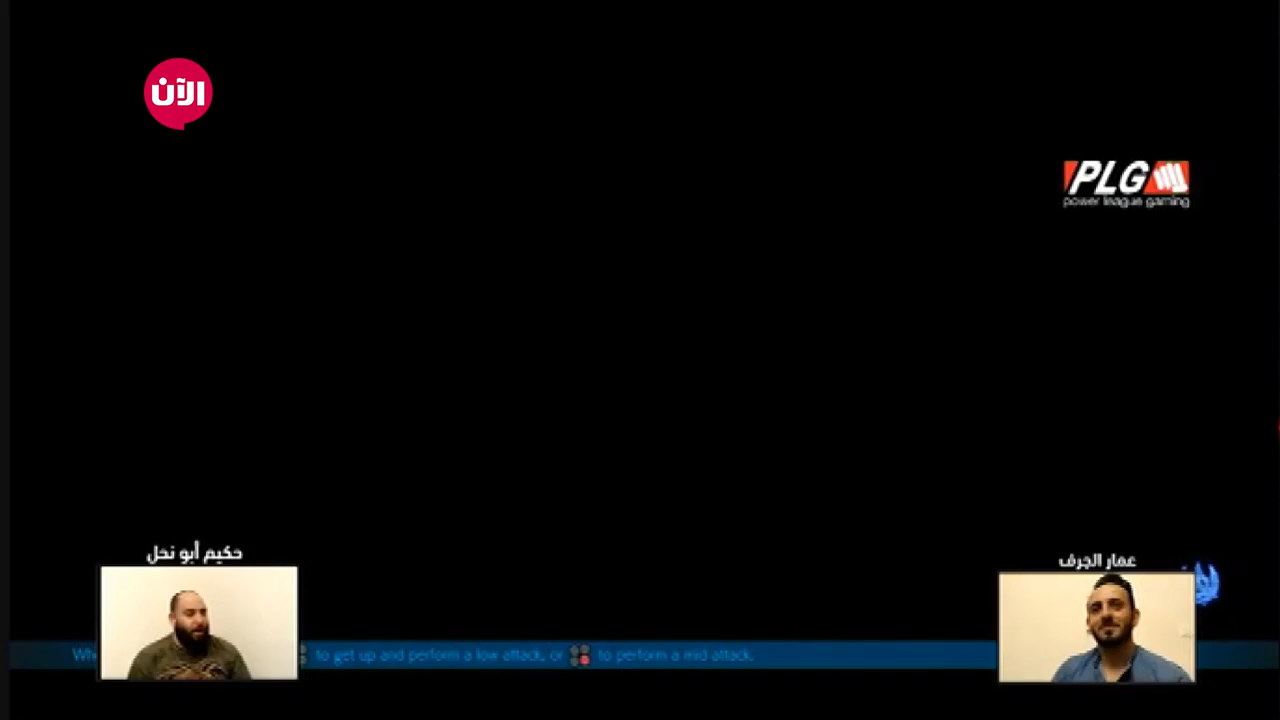 الآن
PLG
power league gaming
حكيم أبو نحل
عمار الجرف
to get up and perform a low attack, or to perform a mid attack.